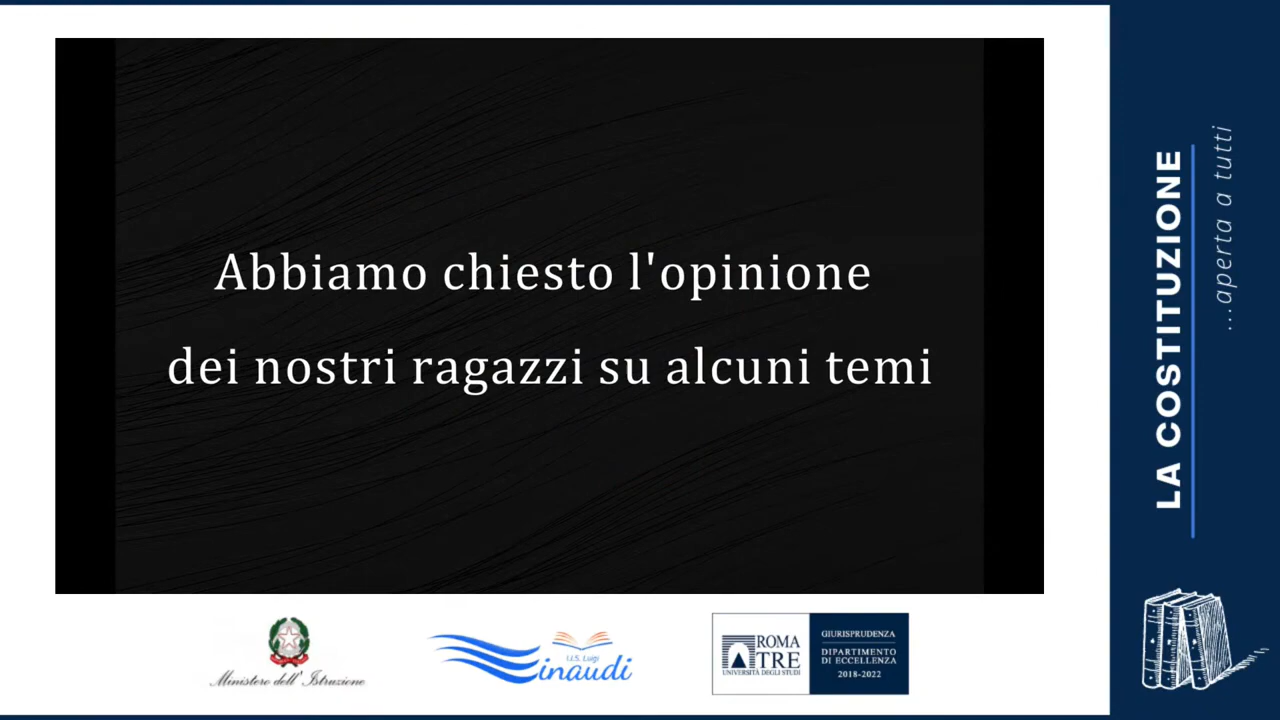 Abbiamo chiesto l'opinione
dei nostri ragazzi su alcuni temi
LA COSTITUZIONE
...aperta a tutti
Ministero dell'Istruzione
I.I.S. Luigi
Einaudi
ROMA
TRE
UNIVERSITÀ DEGLI STUDI
GIURISPRUDENZA
DIPARTIMENTO
DI ECCELLENZA
2018-2022